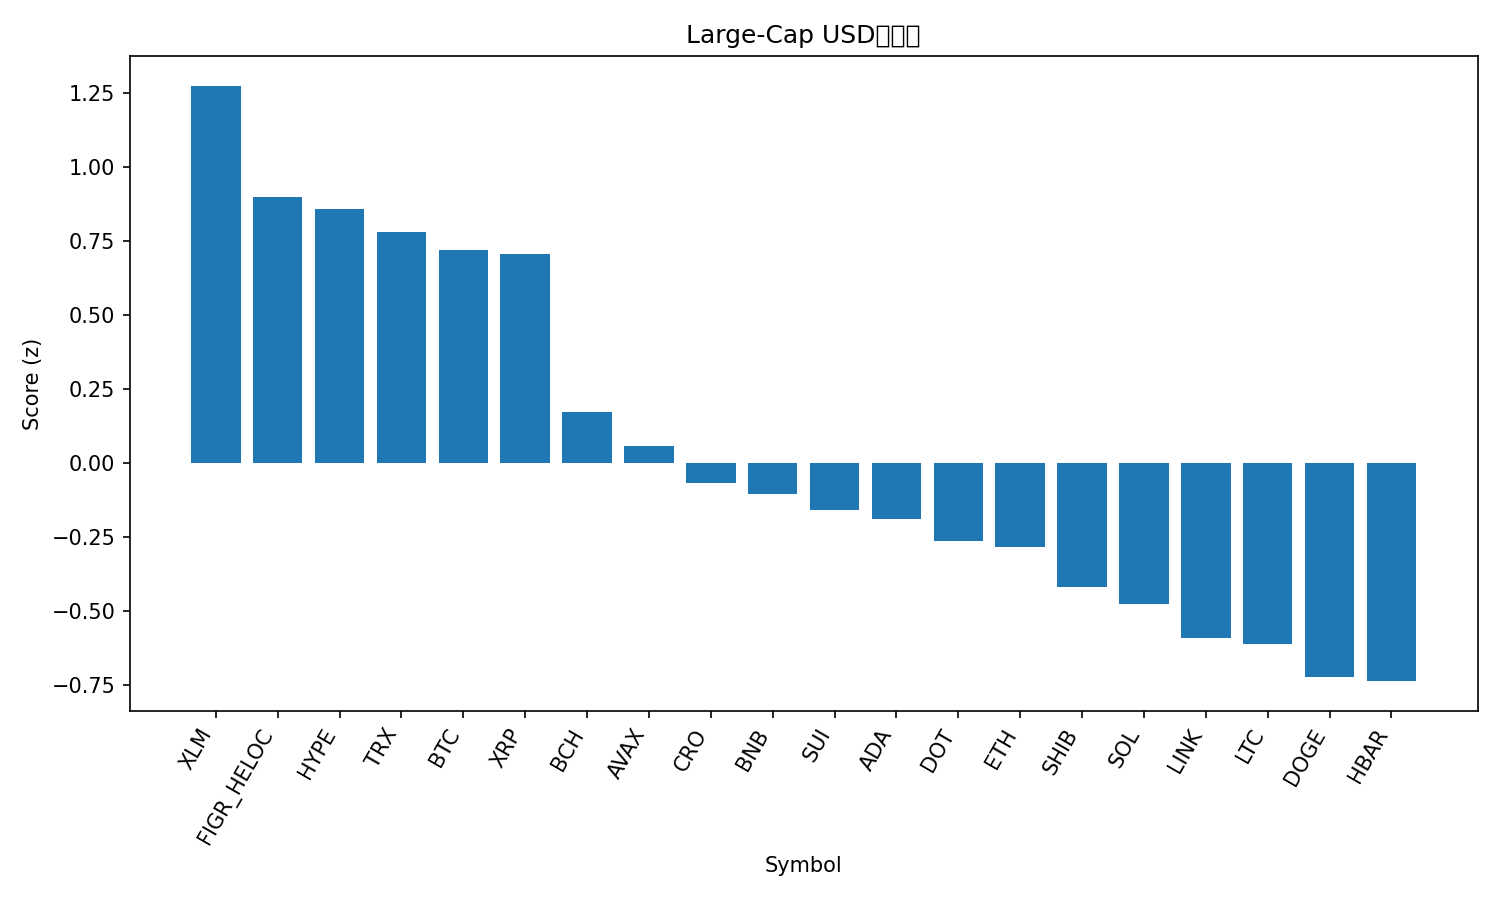 Large-Cap USD
Score (z)
1.25
1.00
0.75
0.50
0.25
0.00
−0.25
−0.50
−0.75
XLM
FIGR_HELOC
HYPE
TRX
BTC
XRP
BCH
AVAX
CRO
BNB
SUI
ADA
DOT
ETH
SHIB
SOL
LINK
LTC
DOGE
HBAR
Symbol